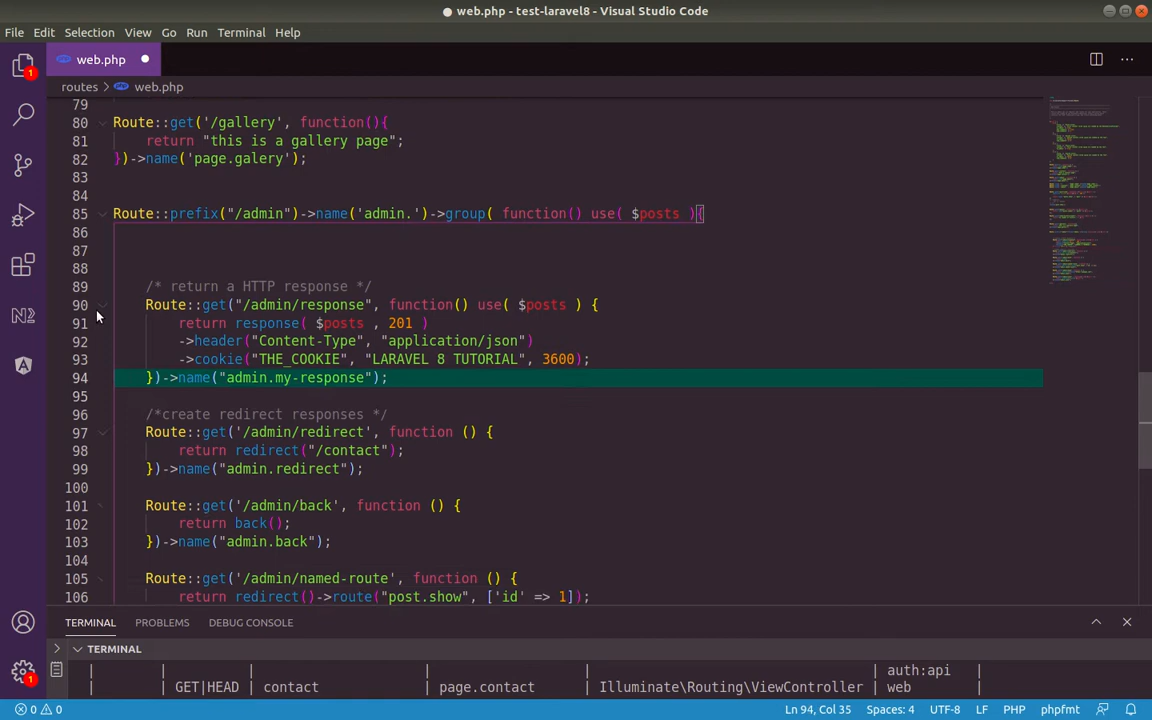 ● web.php - test-laravel8 - Visual Studio Code
File Edit Selection View Go Run Terminal Help
1
web.php ●
routes > web.php
79
80 Route::get('/gallery', function(){
81 return "this is a gallery page";
82 })->name('page.galery');
83
84
85 Route::prefix("/admin")->name('admin.')->group( function() use( $posts ){
86
87
88
89 /* return a HTTP response */
90 Route::get("/admin/response", function() use( $posts ) {
91 return response( $posts , 201 )
92 ->header("Content-Type", "application/json")
93 ->cookie("THE_COOKIE", "LARAVEL 8 TUTORIAL", 3600);
94 })->name("admin.my-response");
95
96 /*create redirect responses */
97 Route::get('/admin/redirect', function () {
98 return redirect("/contact");
99 })->name("admin.redirect");
100
101 Route::get('/admin/back', function () {
102 return back();
103 })->name("admin.back");
104
105 Route::get('/admin/named-route', function () {
106 return redirect()->route("post.show", ['id' => 1]);
TERMINAL PROBLEMS DEBUG CONSOLE
TERMINAL
| | | | | | auth:api |
| | GET|HEAD | contact | page.contact | Illuminate\Routing\ViewController | web |
1
0 0 Ln 94, Col 35 Spaces: 4 UTF-8 LF PHP phpfmt